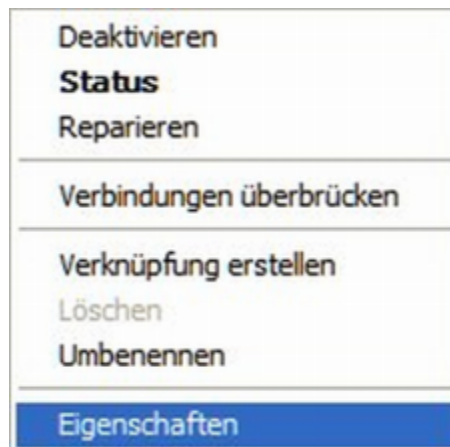 Deaktivieren
Status
Reparieren
Verbindungen überbrücken
Verknüpfung erstellen
Löschen
Umbenennen
Eigenschaften